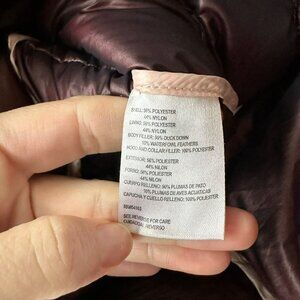 SHELL: 56% POLYESTER
44% NYLON
LINING: 56% POLYESTER
44% NYLON
BODY FILLER: 90% DUCK DOWN
10% WATERFOWL FEATHERS
HOOD AND COLLAR FILLER: 100% POLYESTER
EXTERIOR: 56% POLIESTER
44% NILON
FORRO: 56% POLIESTER
44% NILON
CUERPO RELLENO: 90% PLUMAS DE PATO
10% PLUMAS DE AVES ACUATICAS
CAPUCHA Y CUELLO RELLENO: 100% POLIESTER
SEE REVERSE FOR CARE
REVERSO